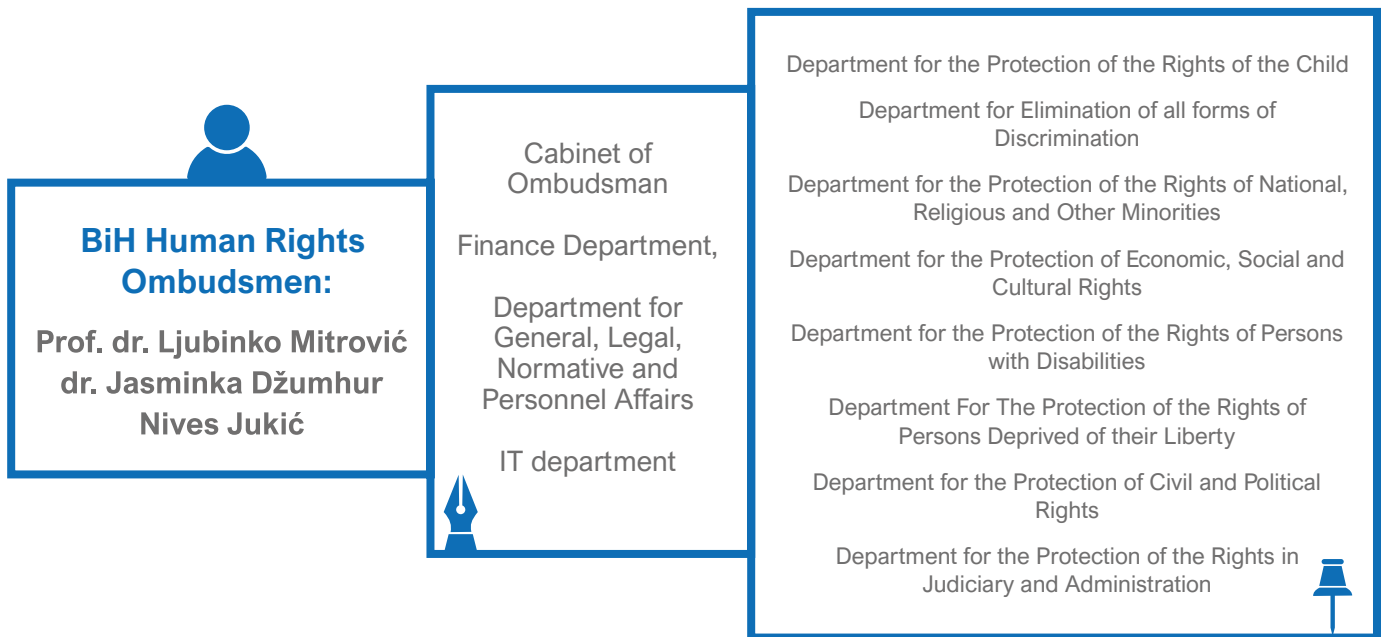 BiH Human Rights
Ombudsmen:
Prof. dr. Ljubinko Mitrović
dr. Jasminka Džumhur
Nives Jukić
Cabinet of
Ombudsman
Finance Department,
Department for
General, Legal,
Normative and
Personnel Affairs
IT department
Department for the Protection of the Rights of the Child
Department for Elimination of all forms of
Discrimination
Department for the Protection of the Rights of National,
Religious and Other Minorities
Department for the Protection of Economic, Social and
Cultural Rights
Department for the Protection of the Rights of Persons
with Disabilities
Department For The Protection of the Rights of
Persons Deprived of their Liberty
Department for the Protection of Civil and Political
Rights
Department for the Protection of the Rights in
Judiciary and Administration